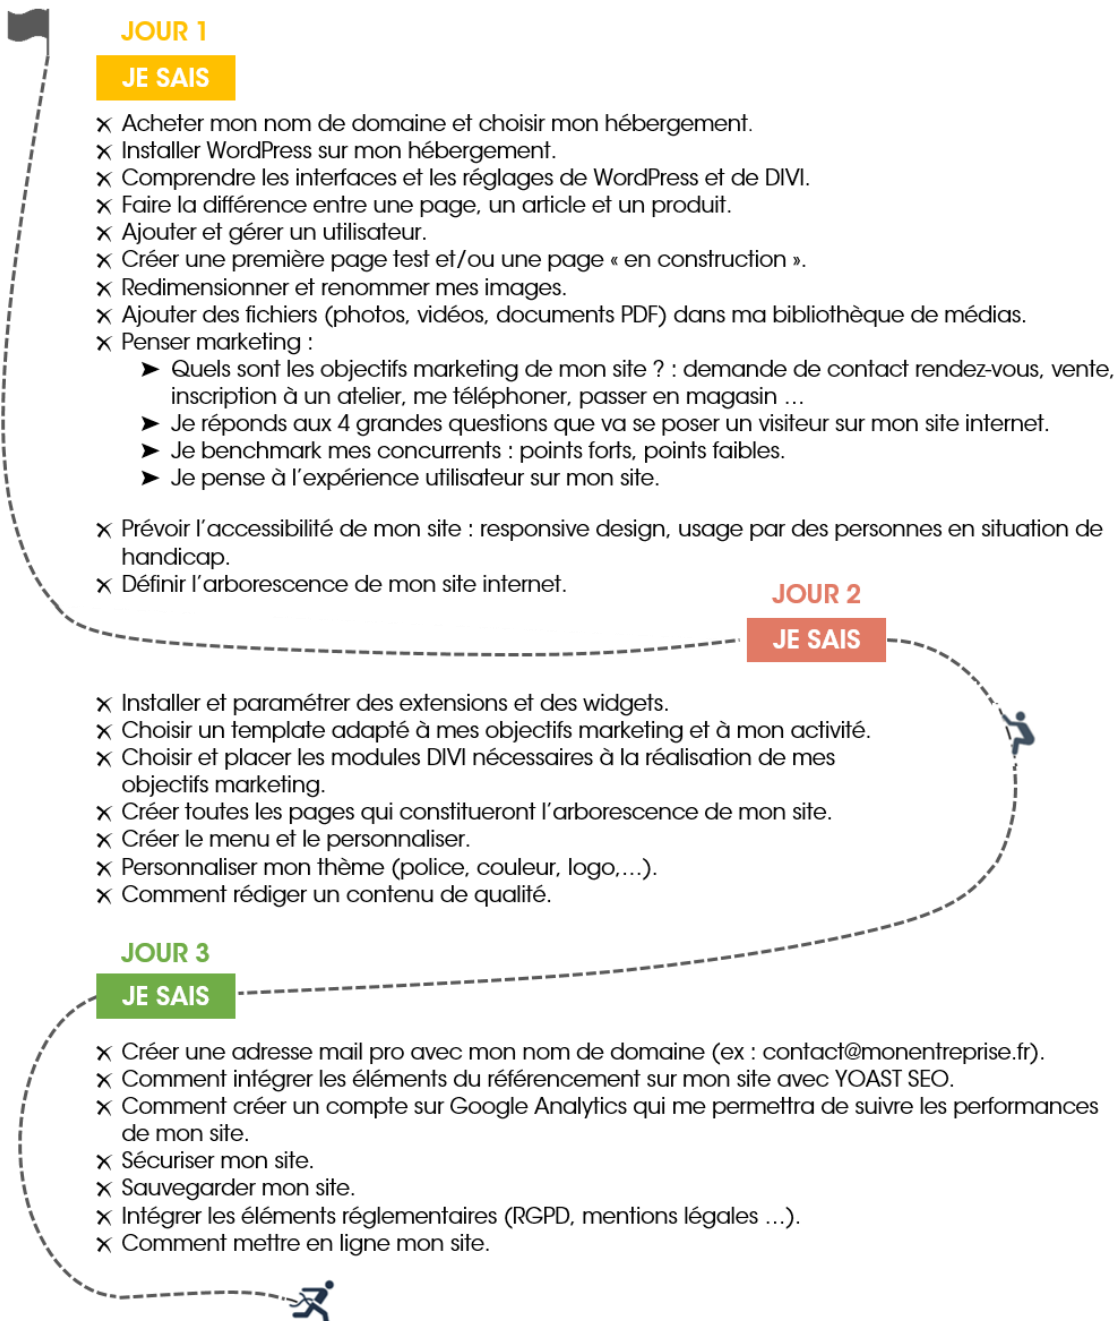 JOUR 1
JE SAIS
Acheter mon nom de domaine et choisir mon hébergement.
Installer WordPress sur mon hébergement.
Comprendre les interfaces et les réglages de WordPress et de DIVI.
Faire la différence entre une page, un article et un produit.
Ajouter et gérer un utilisateur.
Créer une première page test et/ou une page « en construction ».
Redimensionner et renommer mes images.
Ajouter des fichiers (photos, vidéos, documents PDF) dans ma bibliothèque de médias.
Penser marketing :
➤ Quels sont les objectifs marketing de mon site ? : demande de contact rendez-vous, vente,
inscription à un atelier, me téléphoner, passer en magasin …
➤ Je réponds aux 4 grandes questions que va se poser un visiteur sur mon site internet.
➤ Je benchmark mes concurrents : points forts, points faibles.
➤ Je pense à l’expérience utilisateur sur mon site.
Prévoir l’accessibilité de mon site : responsive design, usage par des personnes en situation de
handicap.
Définir l’arborescence de mon site internet.
JOUR 2
JE SAIS
Installer et paramétrer des extensions et des widgets.
Choisir un template adapté à mes objectifs marketing et à mon activité.
Choisir et placer les modules DIVI nécessaires à la réalisation de mes
objectifs marketing.
Créer toutes les pages qui constitueront l’arborescence de mon site.
Créer le menu et le personnaliser.
Personnaliser mon thème (police, couleur, logo,…).
Comment rédiger un contenu de qualité.
JOUR 3
JE SAIS
Créer une adresse mail pro avec mon nom de domaine (ex : contact@monentreprise.fr).
Comment intégrer les éléments du référencement sur mon site avec YOAST SEO.
Comment créer un compte sur Google Analytics qui me permettra de suivre les performances
de mon site.
Sécuriser mon site.
Sauvegarder mon site.
Intégrer les éléments réglementaires (RGPD, mentions légales …).
Comment mettre en ligne mon site.